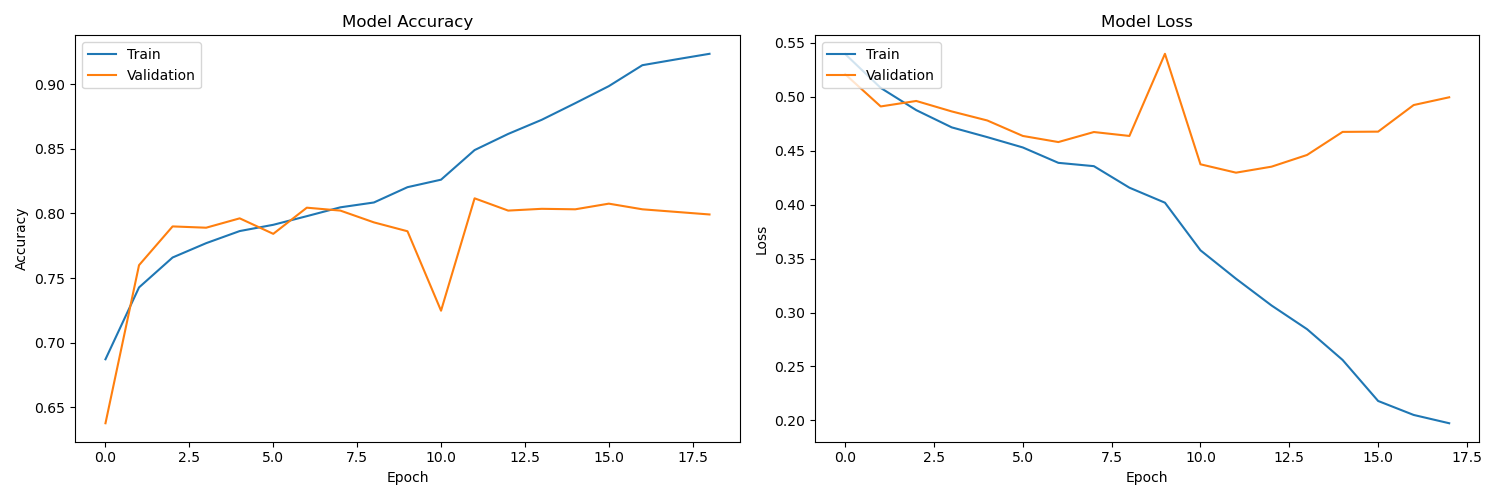 Model Accuracy
Train
Validation
0.90
0.85
0.80
0.75
0.70
0.65
Accuracy
0.0 2.5 5.0 7.5 10.0 12.5 15.0 17.5
Epoch
Model Loss
Train
Validation
0.55
0.50
0.45
0.40
0.35
0.30
0.25
0.20
Loss
0.0 2.5 5.0 7.5 10.0 12.5 15.0 17.5
Epoch